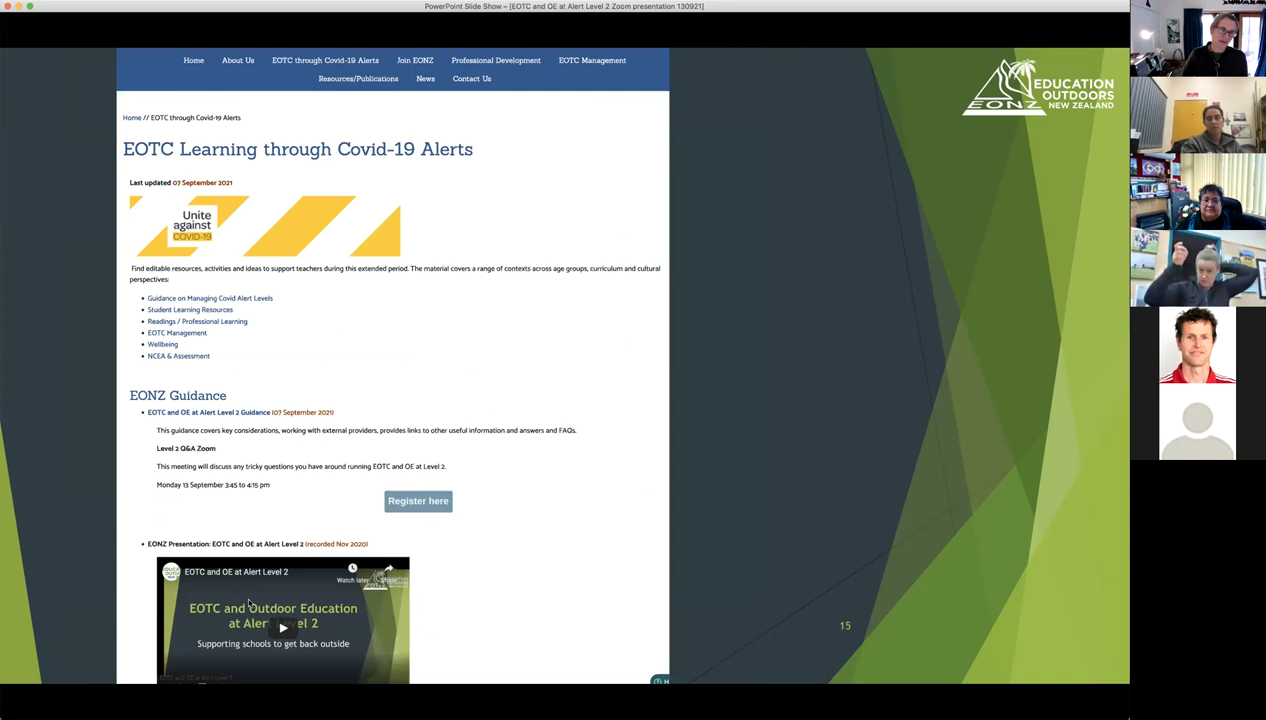 PowerPoint Slide Show – [EOTC and OE at Alert Level 2 Zoom presentation 130921]
Home About Us EOTC through Covid-19 Alerts Join EONZ Professional Development EOTC Management
Resources/Publications News Contact Us
EDUCATION
OUTDOORS
NEW ZEALAND
EONZ
Home // EOTC through Covid-19 Alerts
EOTC Learning through Covid-19 Alerts
Last updated 07 September 2021
Unite
against
COVID-19
Find editable resources, activities and ideas to support teachers during this extended period. The material covers a range of contexts across age groups, curriculum and cultural
perspectives:
• Guidance on Managing Covid Alert Levels
• Student Learning Resources
• Readings / Professional Learning
• EOTC Management
• Wellbeing
• NCEA & Assessment
EONZ Guidance
• EOTC and OE at Alert Level 2 Guidance (07 September 2021)
This guidance covers key considerations, working with external providers, provides links to other useful information and answers and FAQs.
Level 2 Q&A Zoom
This meeting will discuss any tricky questions you have around running EOTC and OE at Level 2.
Monday 13 September 3:45 to 4:15 pm
Register here
• EONZ Presentation: EOTC and OE at Alert Level 2 (recorded Nov 2020)
EOTC and OE at Alert Level 2
Watch later Share
EOTC and Outdoor Education
at Alert Level 2
Supporting schools to get back outside
EOTC and OE at Alert Level 2
15